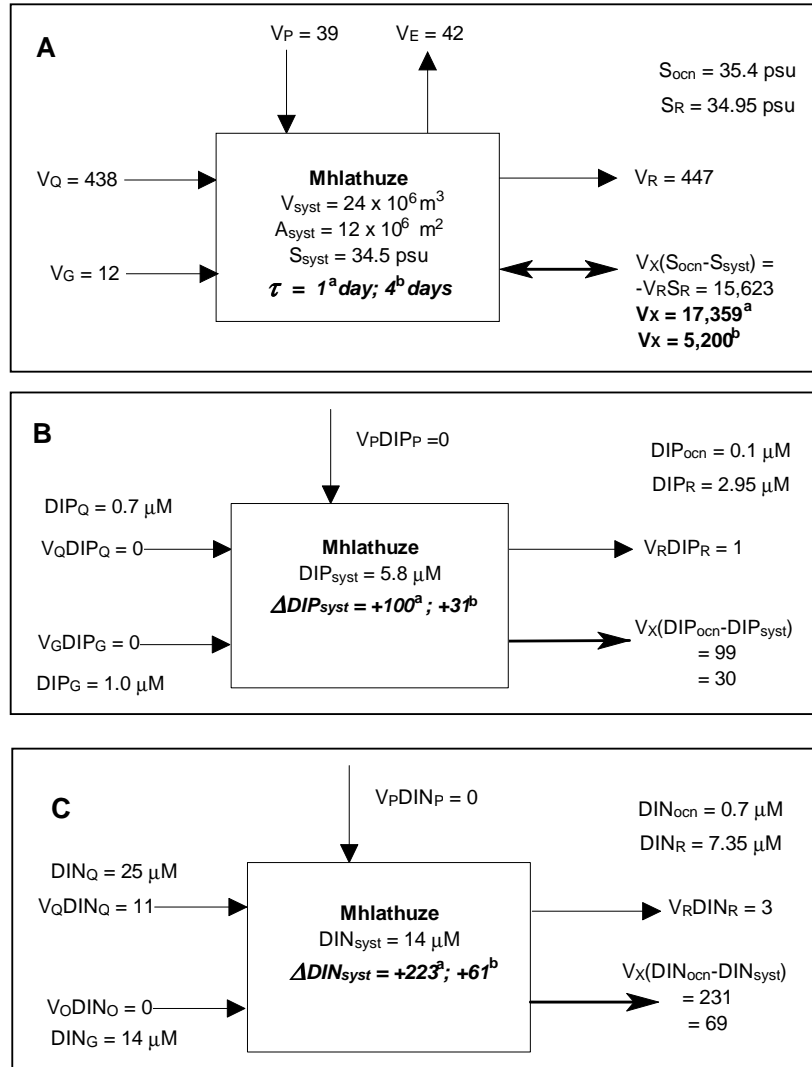 A
VP = 39
VE = 42
Socn = 35.4 psu
SR = 34.95 psu
VQ = 438
VG = 12
Mhlathuze
Vsyst = 24 x 10^6 m^3
Asyst = 12 x 10^6 m^2
Ssyst = 34.5 psu
τ = 1^a day; 4^b days
VR = 447
VX(Socn-Ssyst) =
-VRSR = 15,623
VX = 17,359^a
VX = 5,200^b
B
VPDIPP =0
DIPocn = 0.1 μM
DIPR = 2.95 μM
DIPQ = 0.7 μM
VQDIPQ = 0
VGDIPG = 0
DIPG = 1.0 μM
Mhlathuze
DIPsyst = 5.8 μM
ΔDIPsyst = +100^a ; +31^b
VRDIPR = 1
VX(DIPocn-DIPsyst)
= 99
= 30
C
VPDINP = 0
DINocn = 0.7 μM
DINR = 7.35 μM
DINQ = 25 μM
VQDINQ = 11
VODINO = 0
DING = 14 μM
Mhlathuze
DINsyst = 14 μM
ΔDINsyst = +223^a; +61^b
VRDINR = 3
VX(DINocn-DINsyst)
= 231
= 69